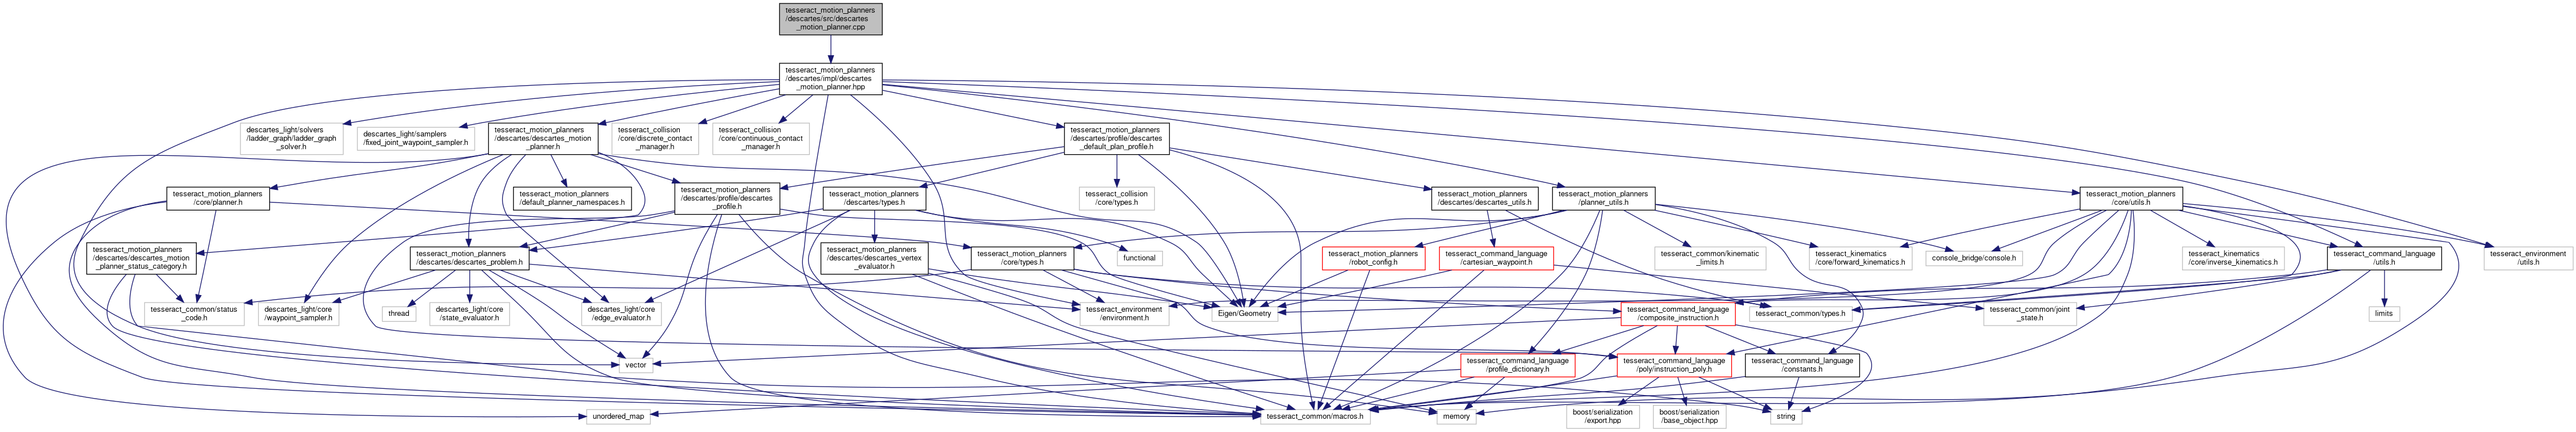 tesseract_motion_planners
/descartes/src/descartes
_motion_planner.cpp
tesseract_motion_planners
/descartes/impl/descartes
_motion_planner.hpp
descartes_light/solvers
/ladder_graph/ladder_graph
_solver.h
descartes_light/samplers
/fixed_joint_waypoint_sampler.h
tesseract_motion_planners
/descartes/descartes_motion
_planner.h
tesseract_collision
/core/discrete_contact
_manager.h
tesseract_collision
/core/continuous_contact
_manager.h
tesseract_motion_planners
/descartes/profile/descartes
_default_plan_profile.h
tesseract_motion_planners
/core/planner.h
tesseract_motion_planners
/default_planner_namespaces.h
tesseract_motion_planners
/descartes/profile/descartes
_profile.h
tesseract_motion_planners
/descartes/types.h
tesseract_collision
/core/types.h
tesseract_motion_planners
/descartes/descartes_utils.h
tesseract_motion_planners
/planner_utils.h
tesseract_motion_planners
/core/utils.h
tesseract_motion_planners
/descartes/descartes_motion
_planner_status_category.h
tesseract_motion_planners
/descartes/descartes_problem.h
tesseract_motion_planners
/descartes/descartes_vertex
_evaluator.h
tesseract_motion_planners
/core/types.h
functional
tesseract_motion_planners
/robot_config.h
tesseract_command_language
/cartesian_waypoint.h
tesseract_common/kinematic
_limits.h
tesseract_kinematics
/core/forward_kinematics.h
console_bridge/console.h
tesseract_kinematics
/core/inverse_kinematics.h
tesseract_command_language
/utils.h
tesseract_environment
/utils.h
tesseract_common/status
_code.h
descartes_light/core
/waypoint_sampler.h
thread
descartes_light/core
/state_evaluator.h
descartes_light/core
/edge_evaluator.h
tesseract_environment
/environment.h
Eigen/Geometry
tesseract_command_language
/composite_instruction.h
tesseract_common/types.h
tesseract_common/joint
_state.h
limits
vector
tesseract_command_language
/profile_dictionary.h
tesseract_command_language
/poly/instruction_poly.h
tesseract_command_language
/constants.h
unordered_map
tesseract_common/macros.h
memory
boost/serialization
/export.hpp
boost/serialization
/base_object.hpp
string